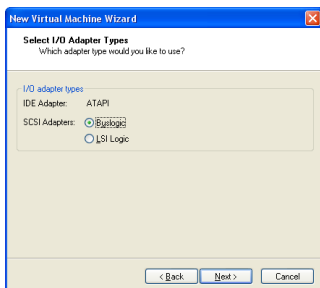 New Virtual Machine Wizard
Select I/O Adapter Types
Which adapter type would you like to use?
I/O adapter types
IDE Adapter: ATAPI
SCSI Adapters: Buslogic
LSI Logic
< Back Next > Cancel